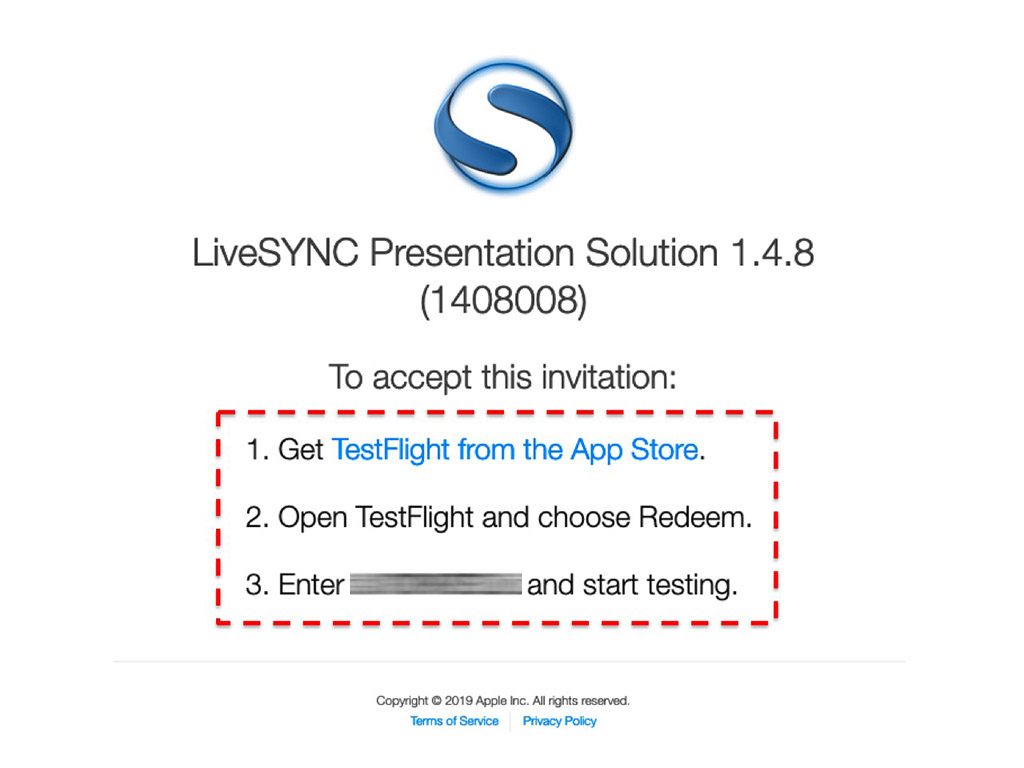 LiveSYNC Presentation Solution 1.4.8
(1408008)
To accept this invitation:
1. Get TestFlight from the App Store.
2. Open TestFlight and choose Redeem.
3. Enter and start testing.
Copyright © 2019 Apple Inc. All rights reserved.
Terms of Service Privacy Policy